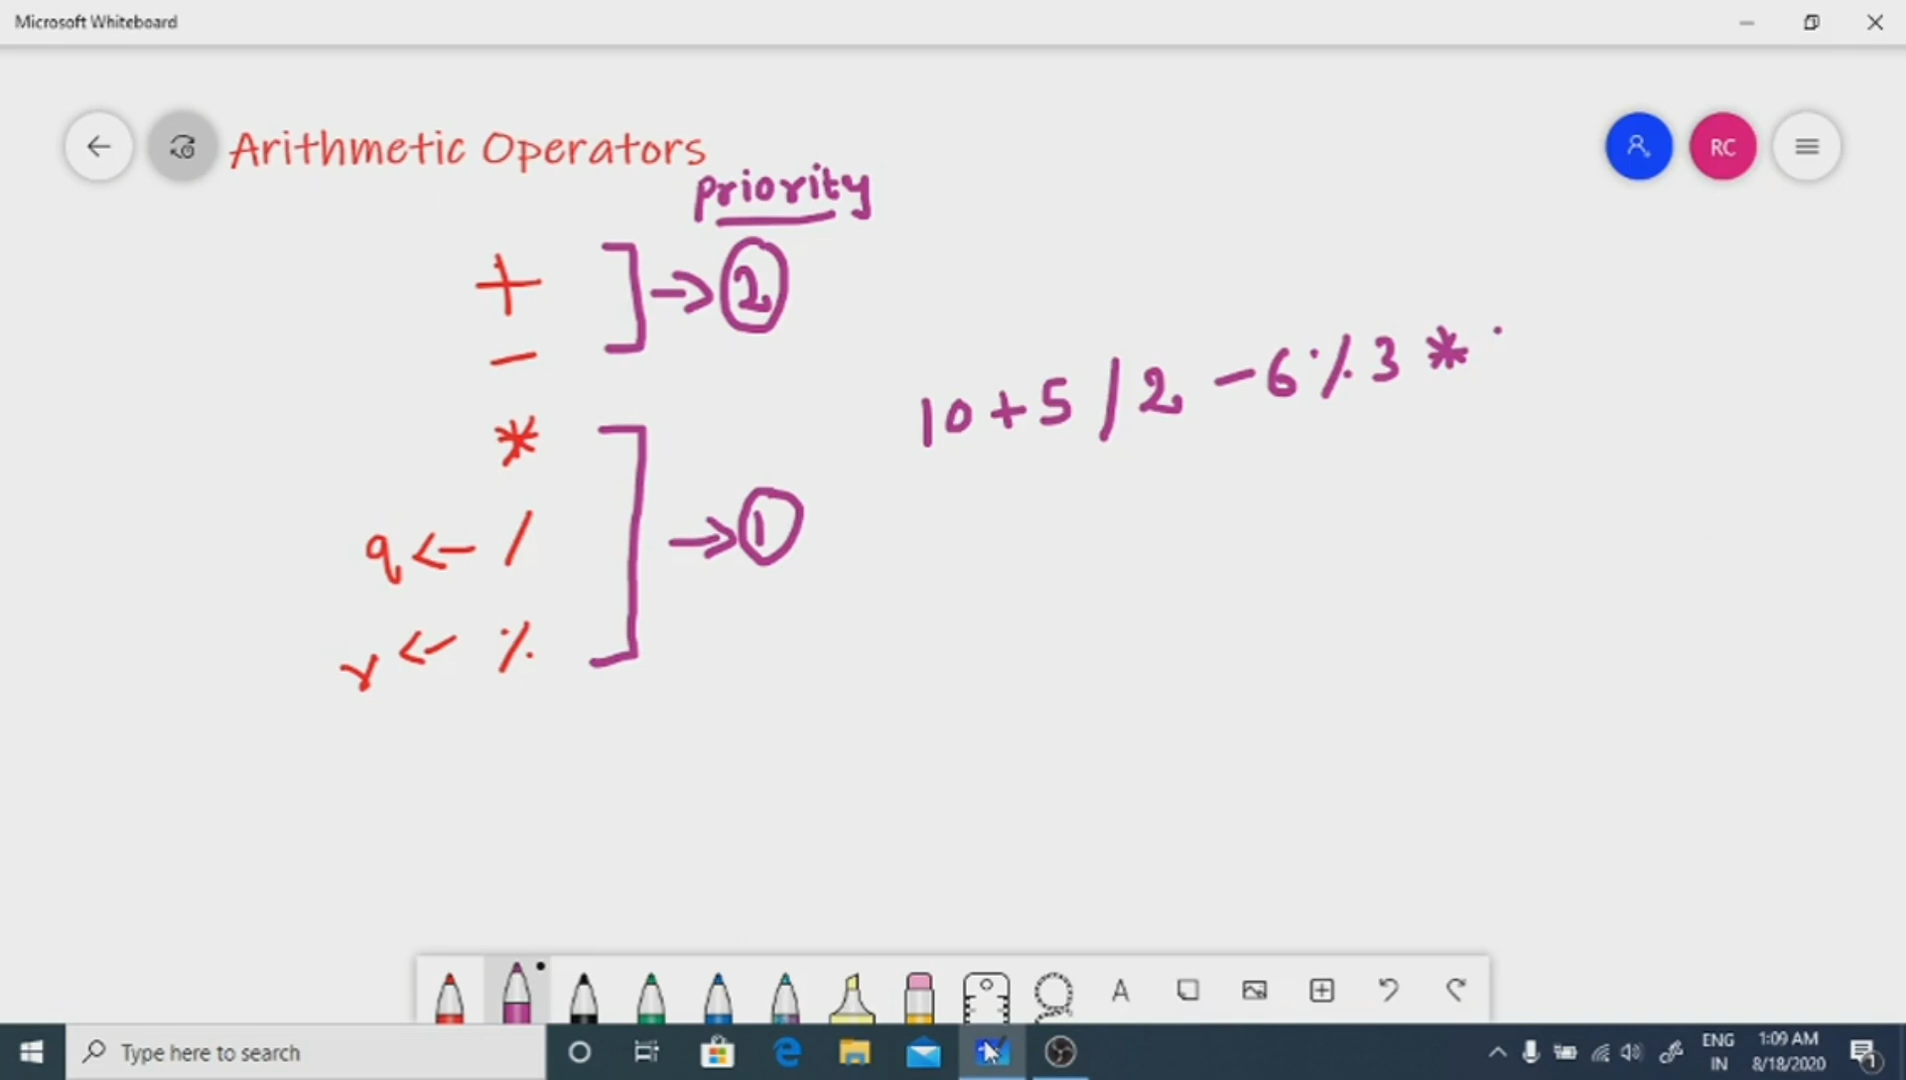 Microsoft Whiteboard
Arithmetic Operators
RC
priority
+
-
2
10 + 5 / 2 - 6 % 3 *
*
q ← /
1
r ← %
A
Type here to search
ENG
IN
1:09 AM
8/18/2020
1